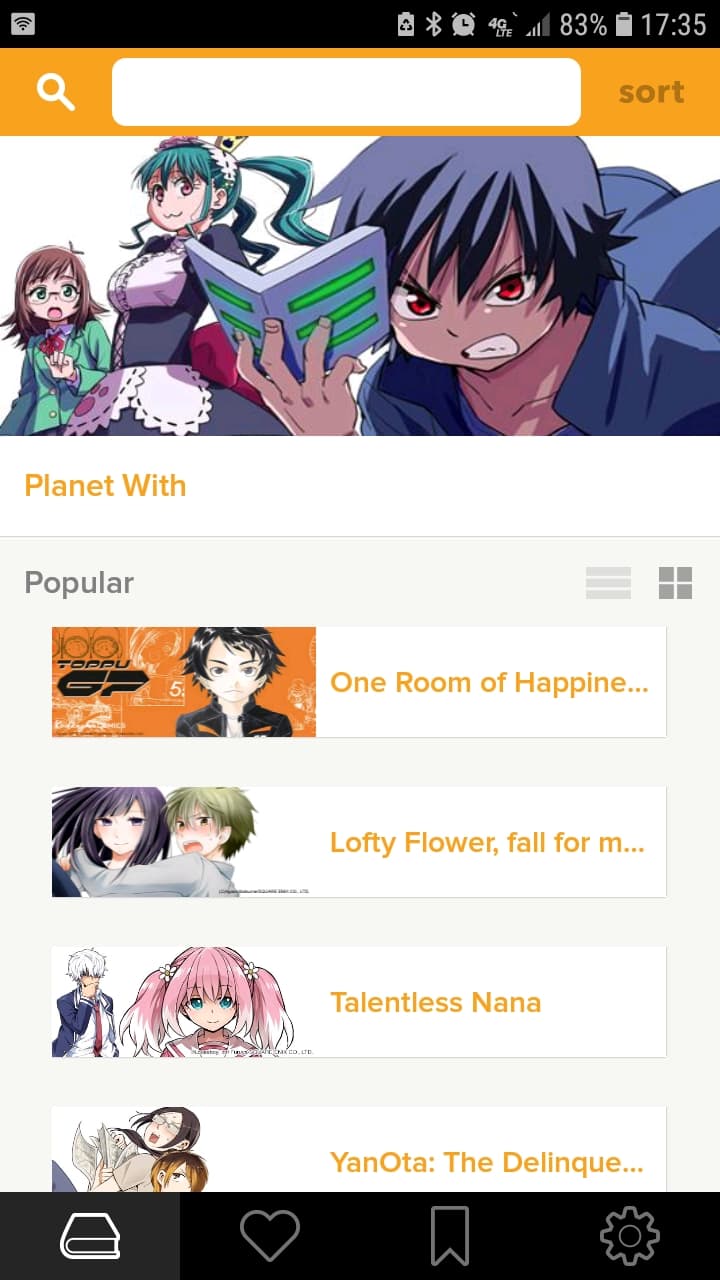 4G LTE 83% 17:35
sort
Planet With
Popular
TOPPU
GP
One Room of Happine...
Lofty Flower, fall for m...
Talentless Nana
YanOta: The Delinque...